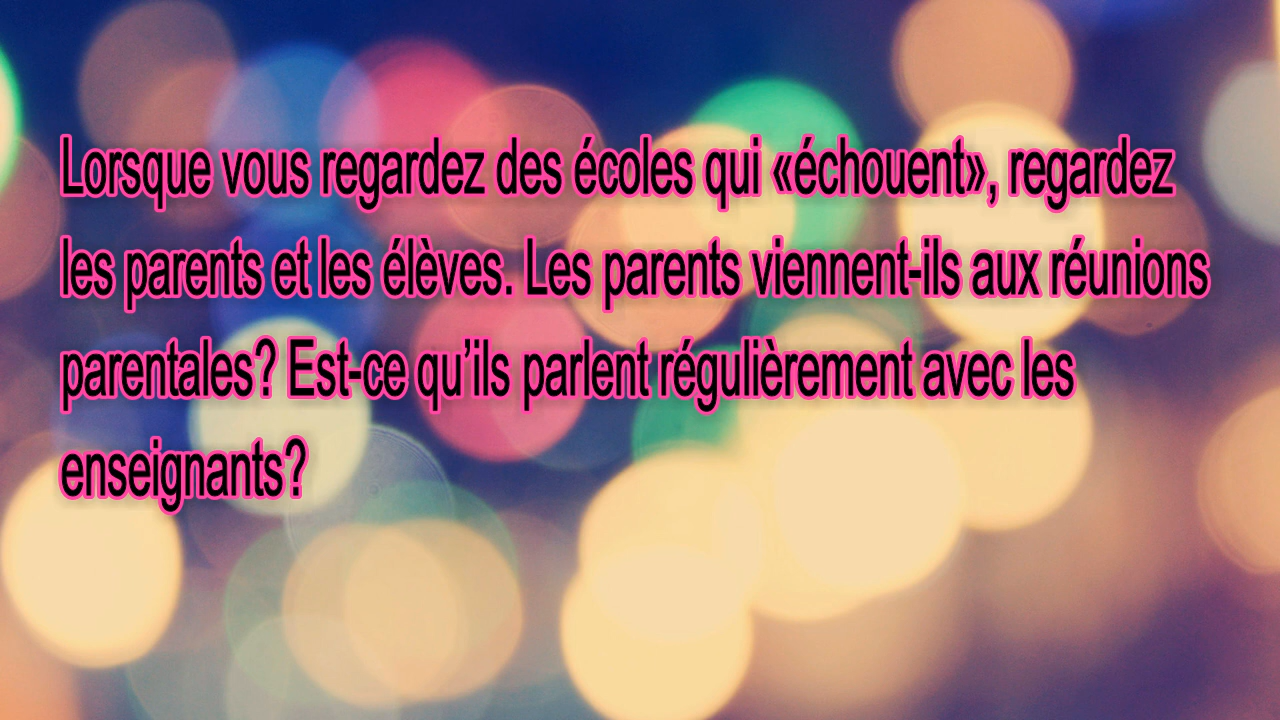 Lorsque vous regardez des écoles qui «échouent», regardez
les parents et les élèves. Les parents viennent-ils aux réunions
parentales? Est-ce qu’ils parlent régulièrement avec les
enseignants?